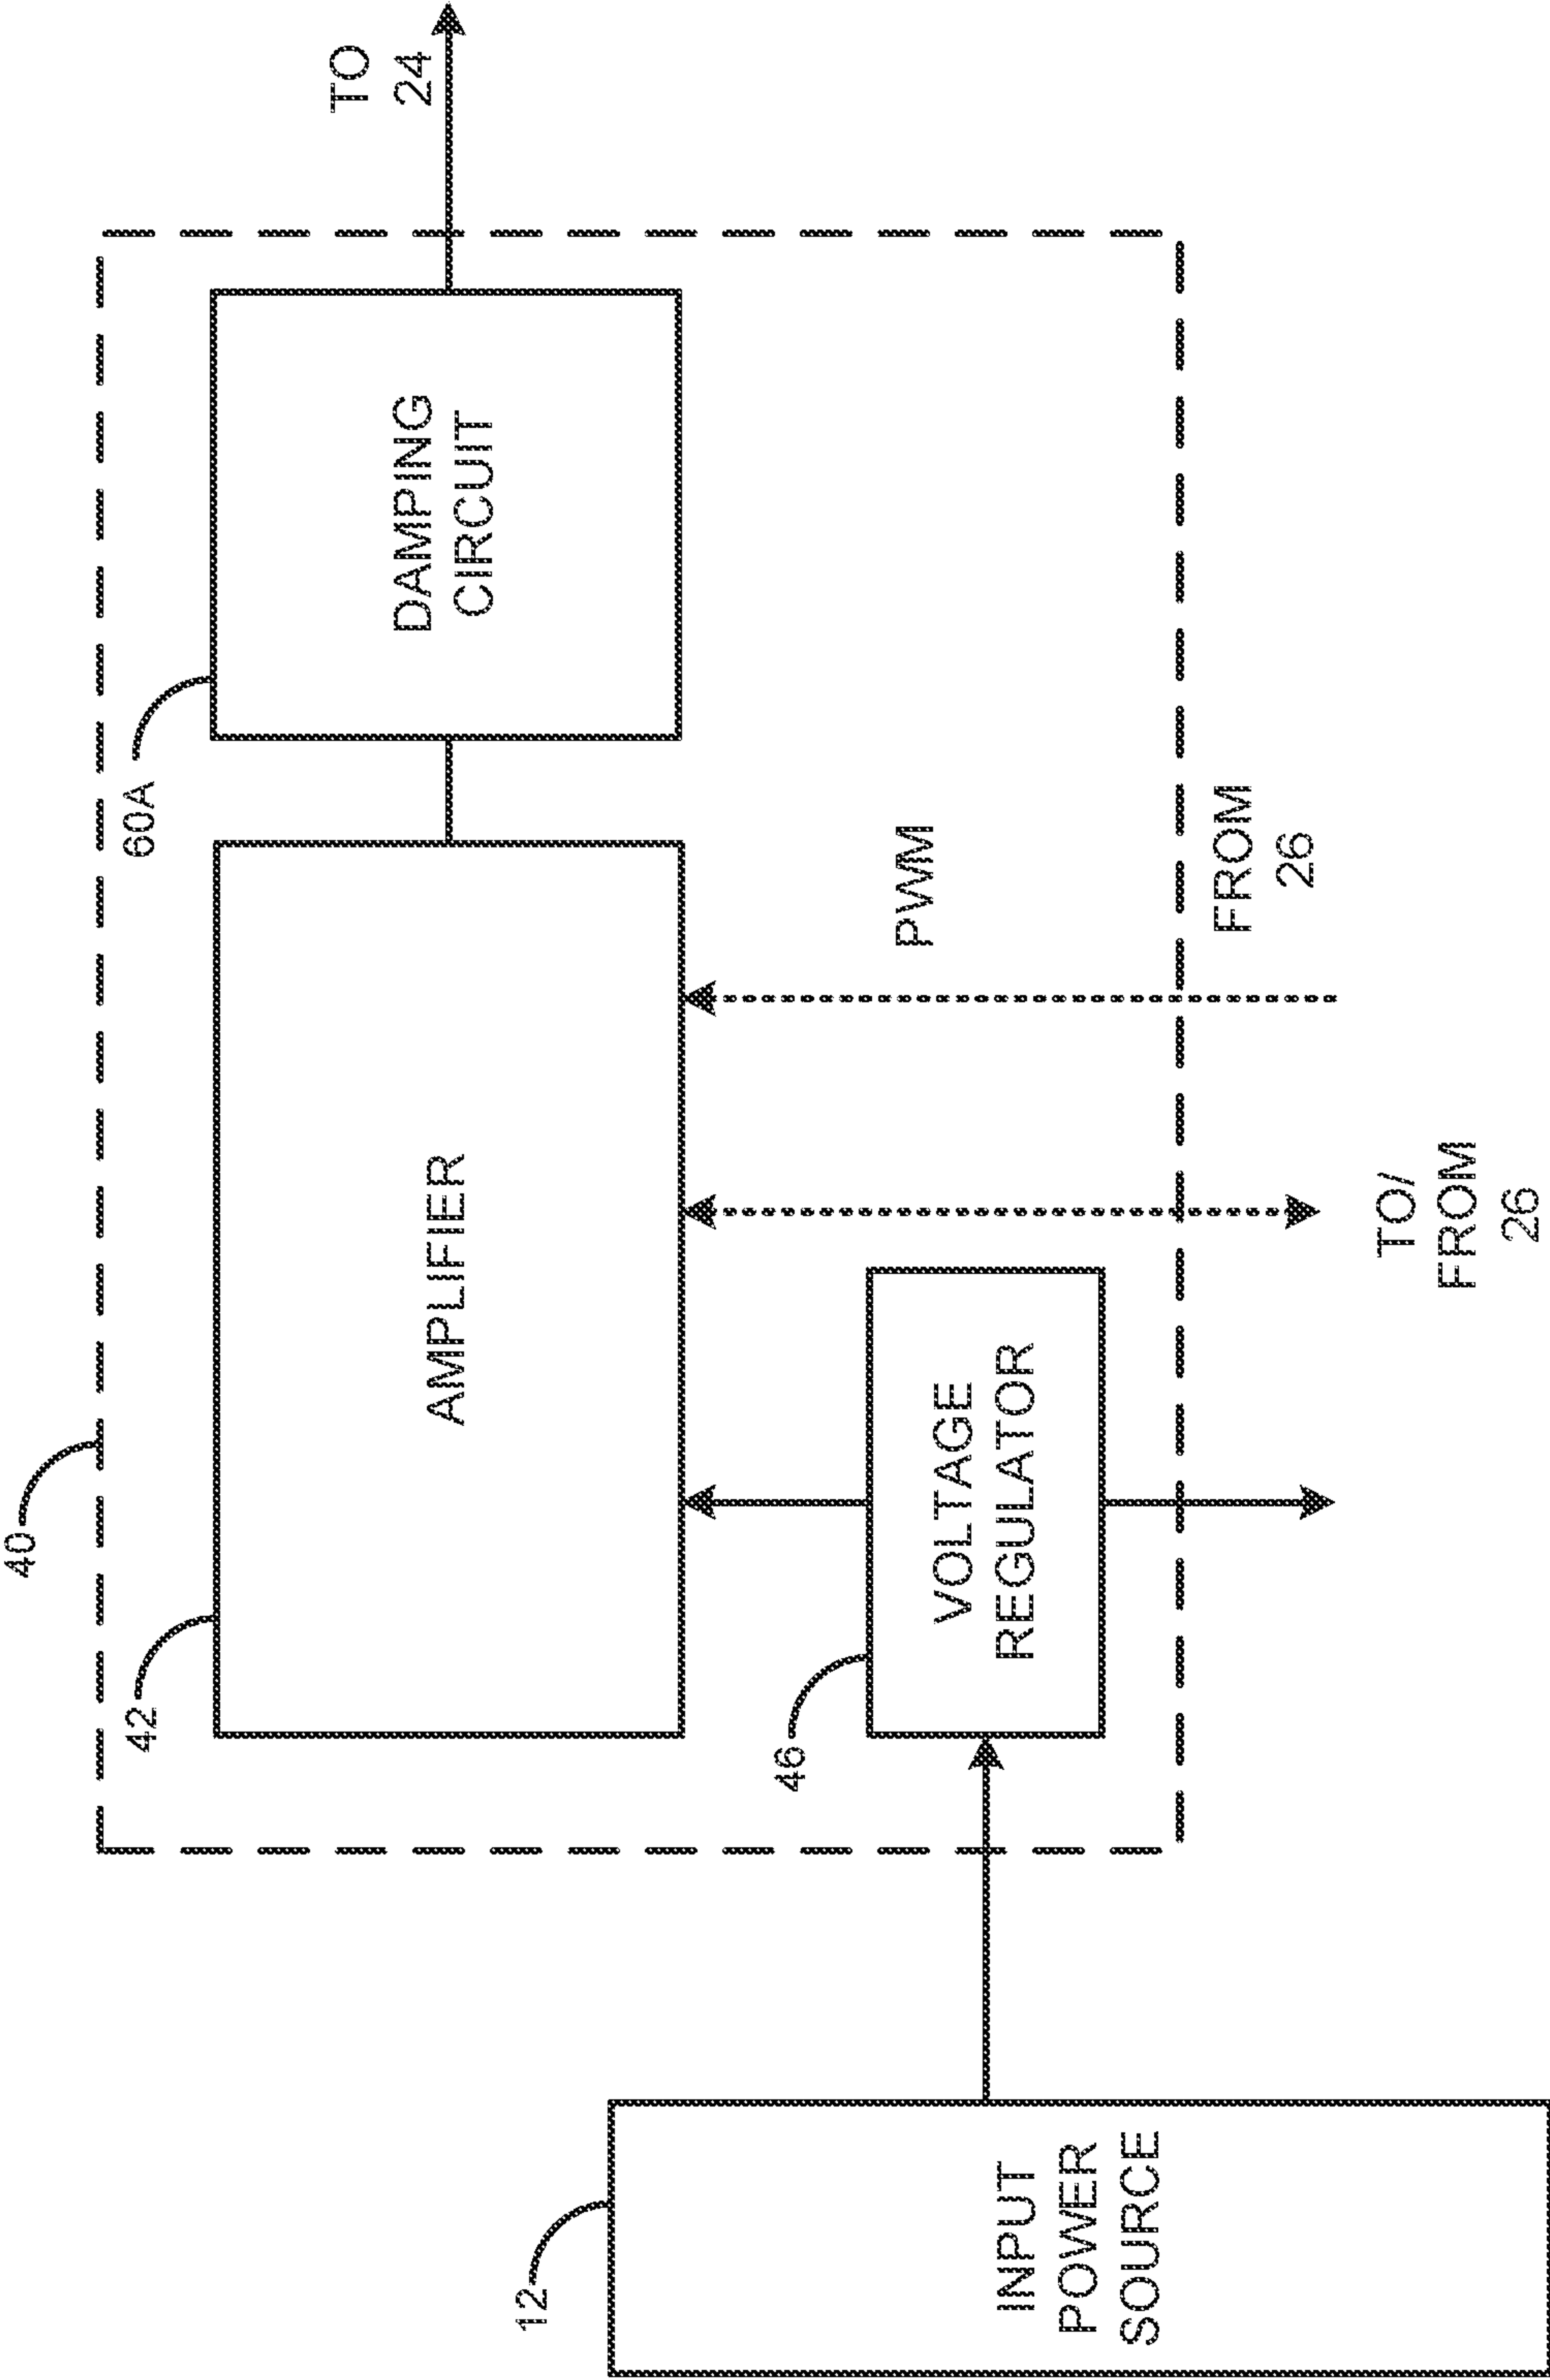 40
42
AMPLIFIER
60A
DAMPING
CIRCUIT
TO
24
12
INPUT
POWER
SOURCE
46
VOLTAGE
REGULATOR
PWM
TO/
FROM
26
FROM
26